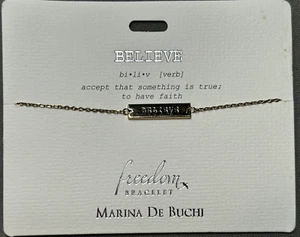 BELIEVE
bi•li•v [verb]
accept that something is true;
to have faith
BELIEVE
freedom
BRACELET
MARINA DE BUCHI